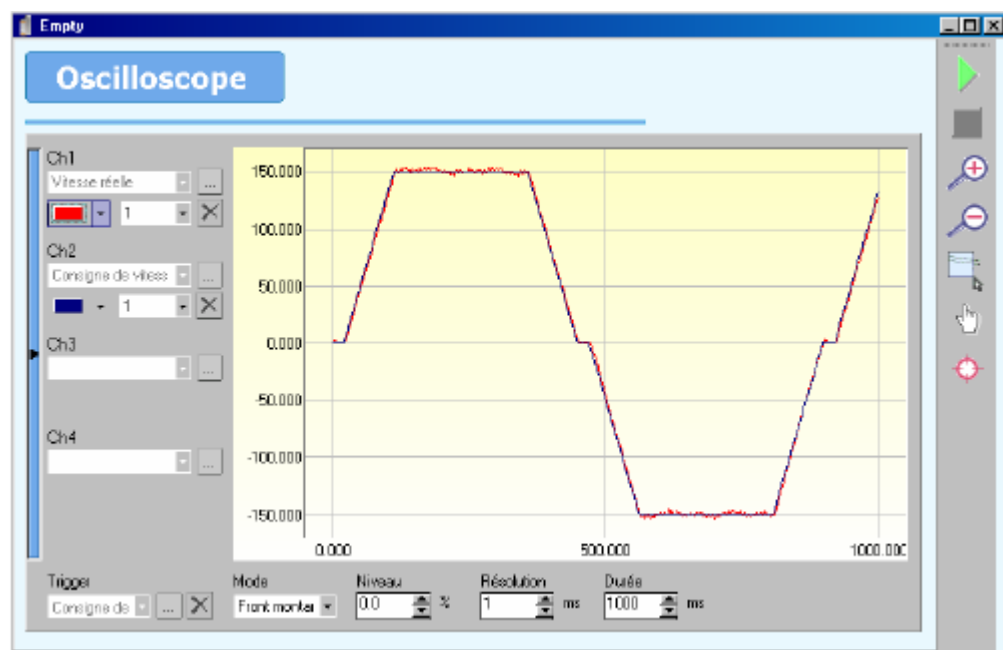 Empty
Oscilloscope
Ch1
Vitesse réelle
...
1
Ch2
Consigne de vitess
...
1
Ch3
...
Ch4
...
150.000
100.000
50.000
0.000
-50.000
-100.000
-150.000
0.000
500.000
1000.000
Trigger
Consigne de
...
Mode
Front montar
Niveau
0.0
%
Résolution
1
ms
Durée
1000
ms